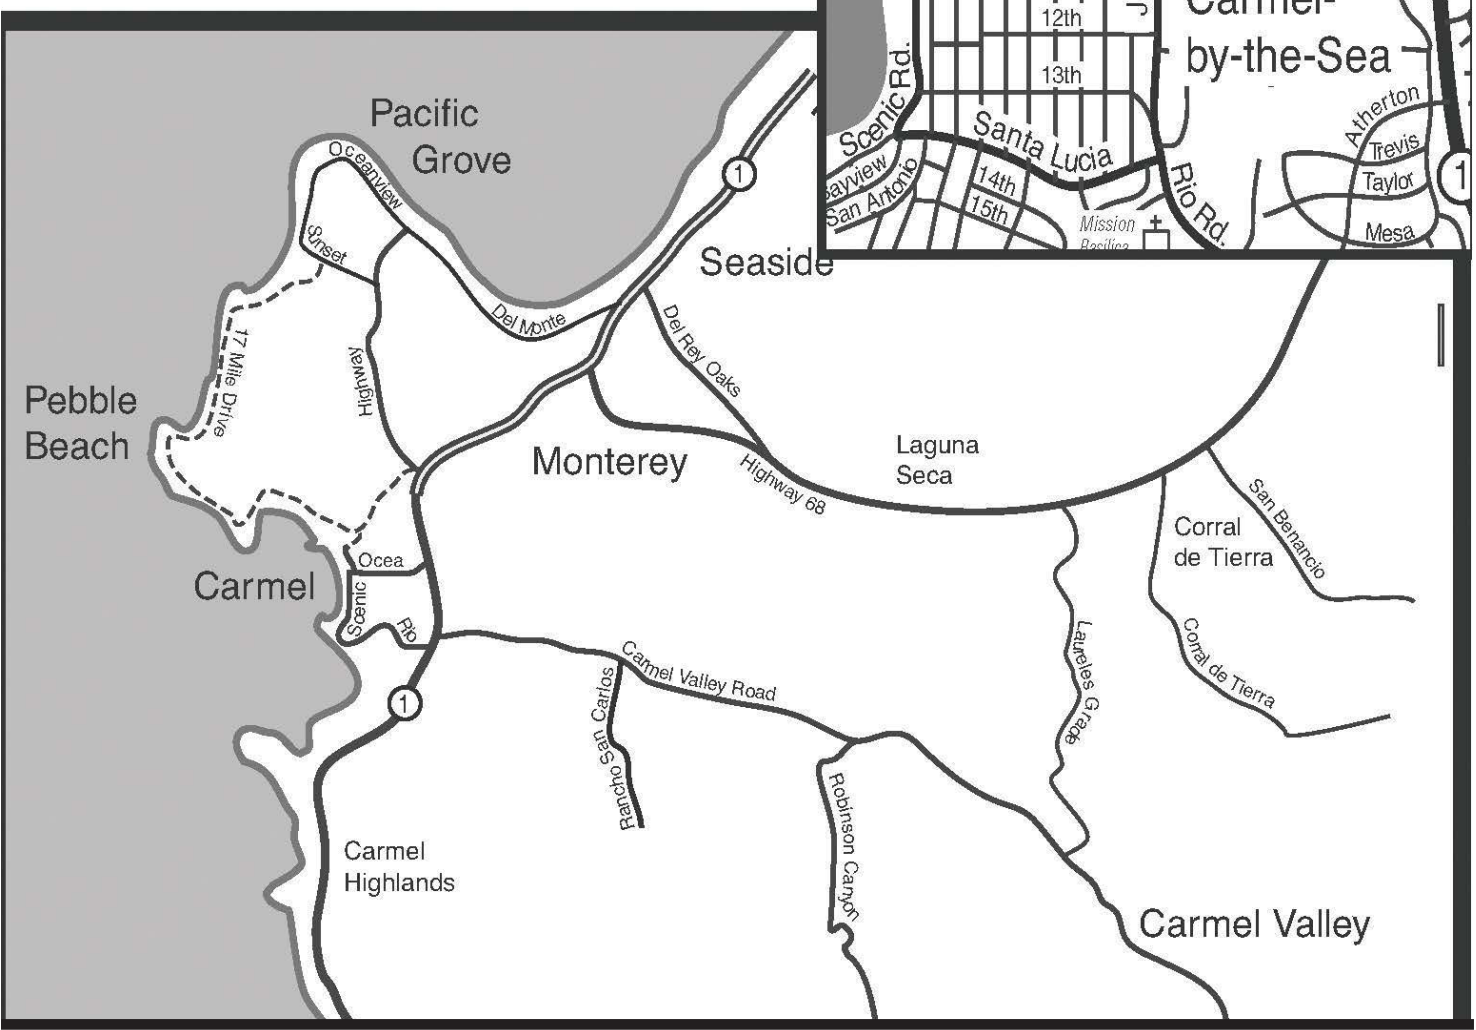 Pacific
Grove
Oceanview
Sunset
17 Mile Drive
Pebble
Beach
Highway
Del Monte
1
Seaside
Del Rey Oaks
Monterey
Highway 68
Laguna
Seca
Corral
de Tierra
San Benancio
Corral de Tierra
Laureles Grade
Carmel
Ocea
Scenic
Rio
1
Carmel Valley Road
Rancho San Carlos
Robinson Canyon
Carmel
Highlands
Carmel Valley
12th
J
Carmel-
by-the-Sea
13th
Scenic Rd.
Santa Lucia
ayview
San Antonio
14th
15th
Mission
Basilica
Rio Rd.
Atherton
Trevis
Taylor
Mesa
1